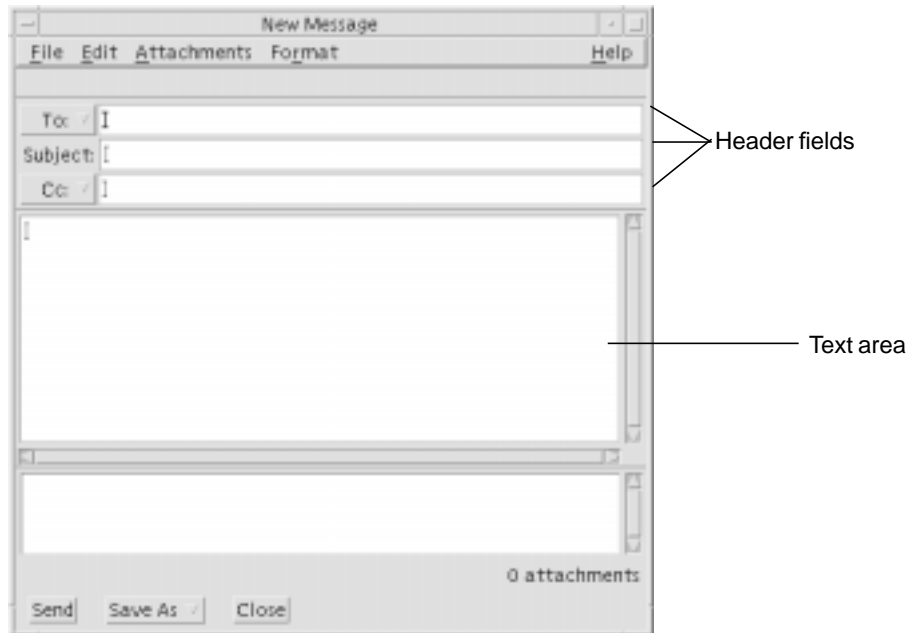 New Message
File Edit Attachments Format Help
To:
Header fields
Subject:
Cc:
Text area
0 attachments
Send Save As Close